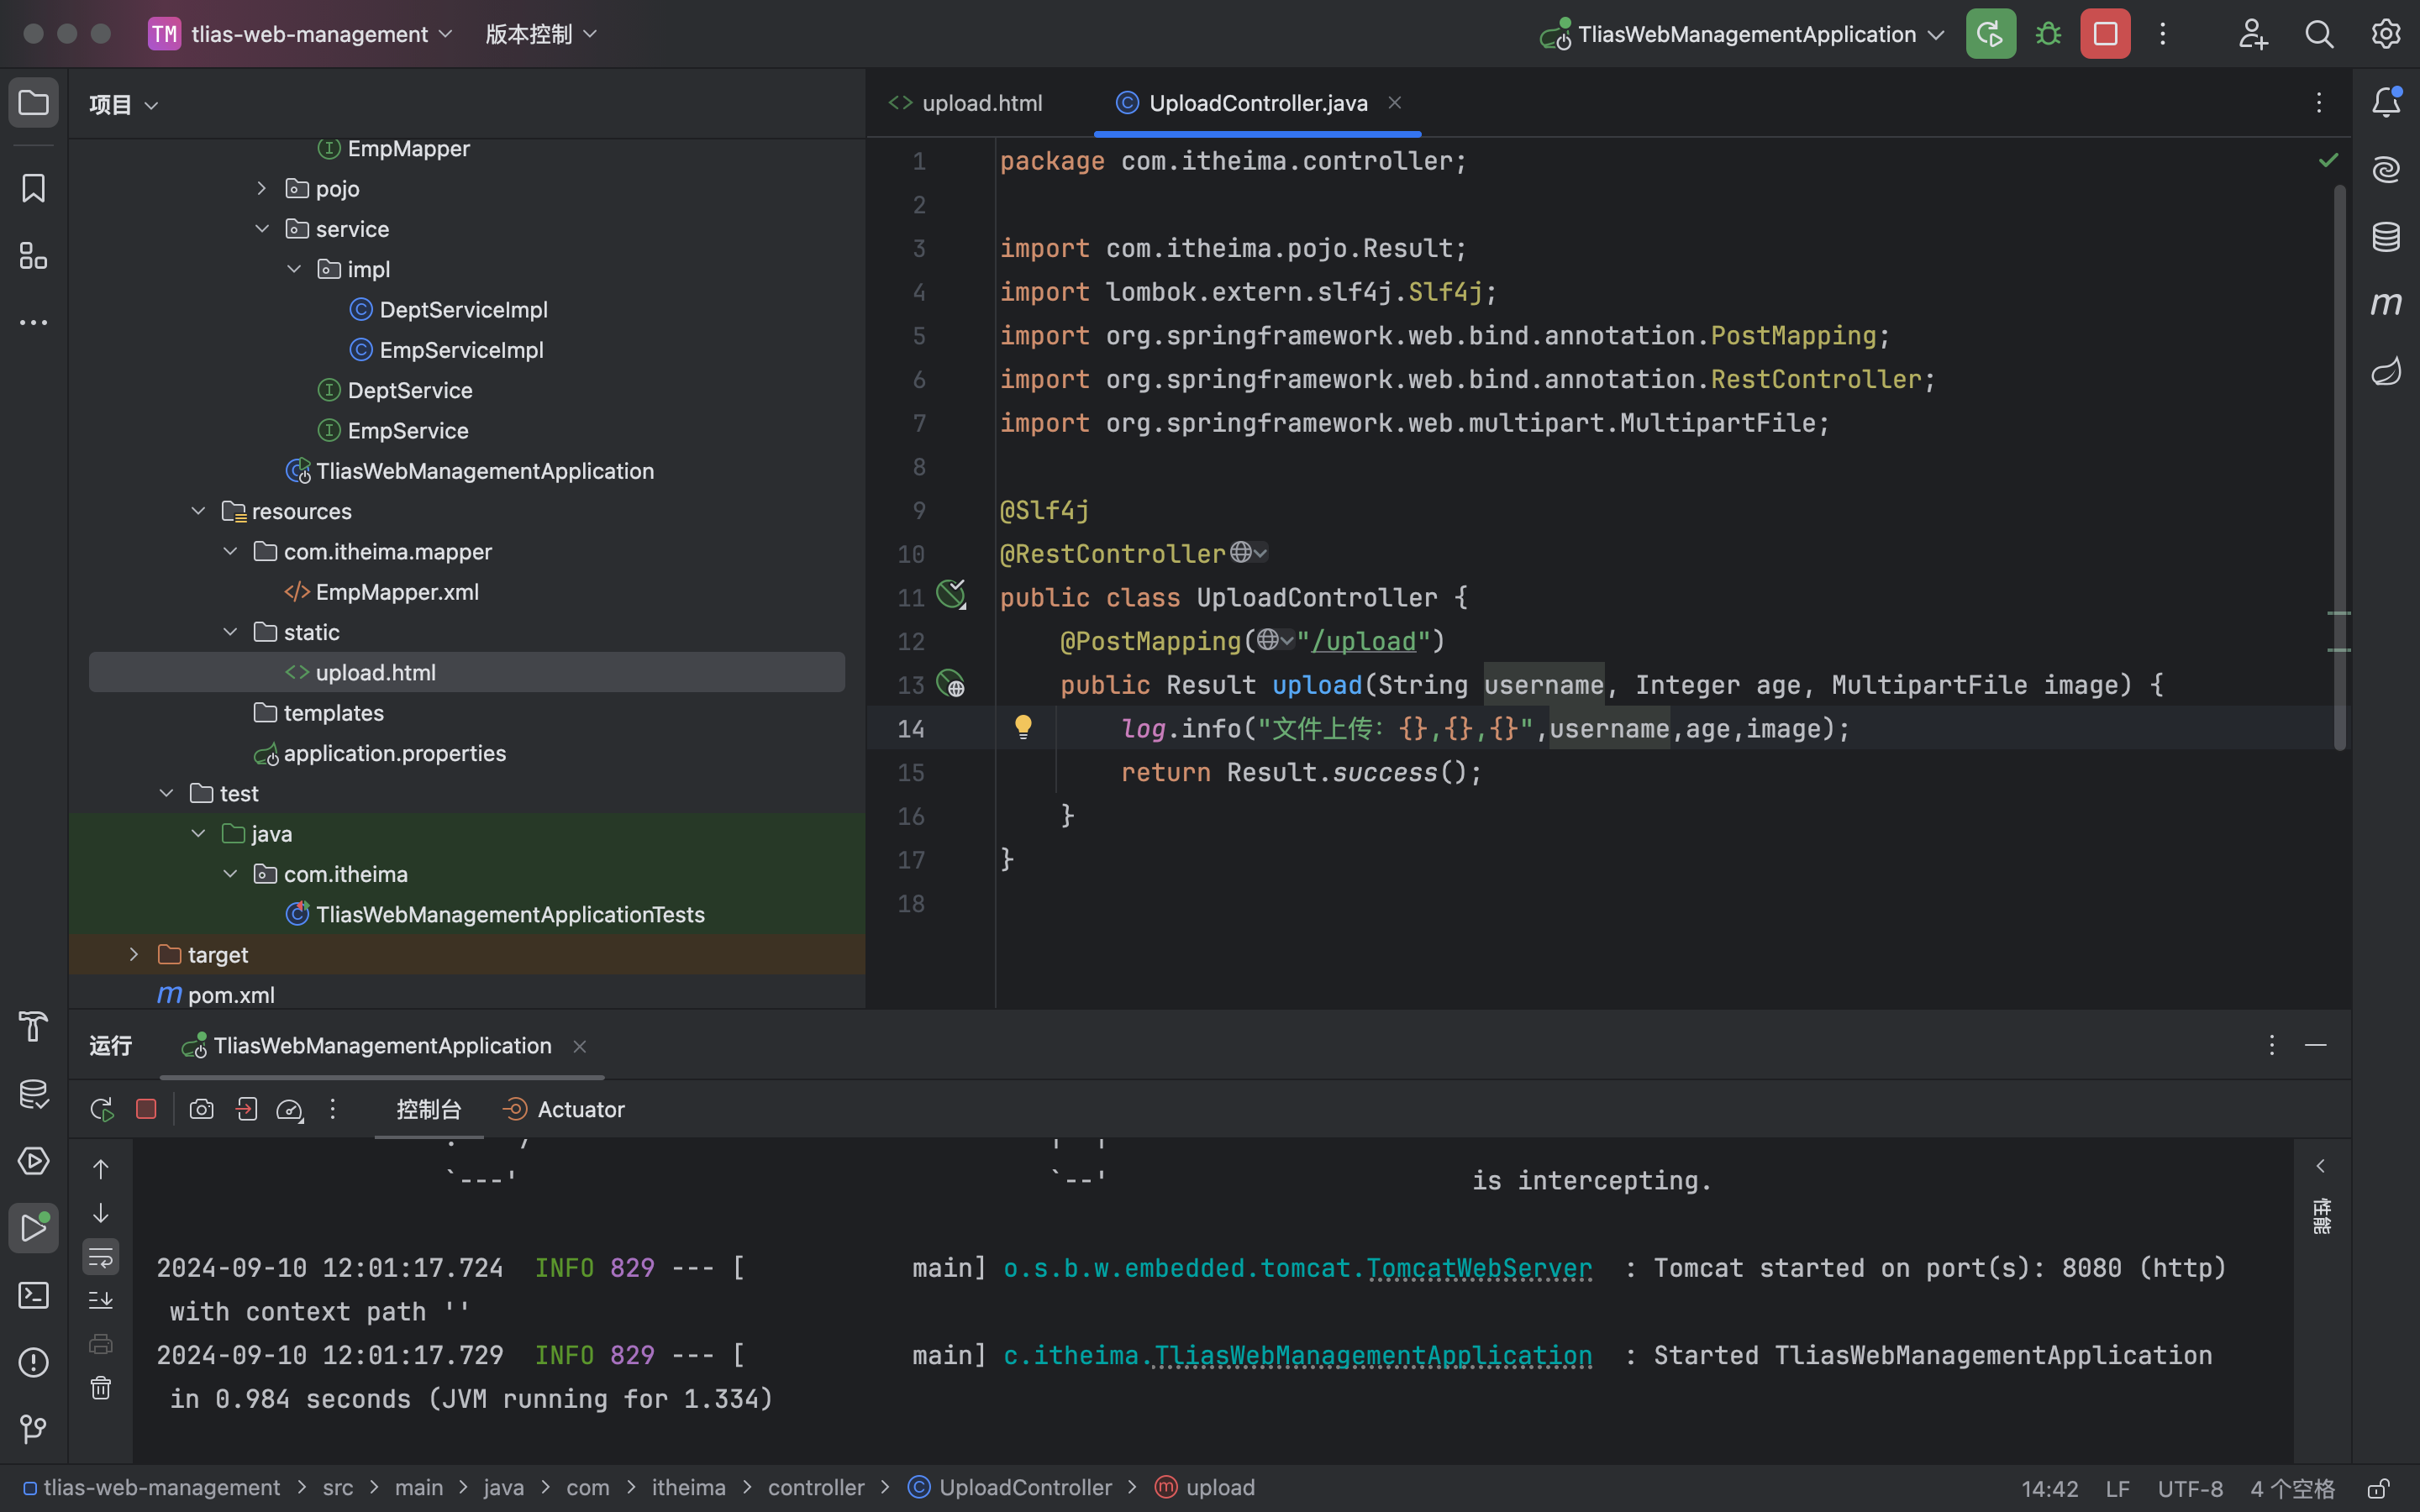 TM tlias-web-management 版本控制 TliasWebManagementApplication
项目
upload.html UploadController.java
EmpMapper
pojo
service
impl
DeptServiceImpl
EmpServiceImpl
DeptService
EmpService
TliasWebManagementApplication
resources
com.itheima.mapper
EmpMapper.xml
static
upload.html
templates
application.properties
test
java
com.itheima
TliasWebManagementApplicationTests
target
pom.xml
1 package com.itheima.controller;
2
3 import com.itheima.pojo.Result;
4 import lombok.extern.slf4j.Slf4j;
5 import org.springframework.web.bind.annotation.PostMapping;
6 import org.springframework.web.bind.annotation.RestController;
7 import org.springframework.web.multipart.MultipartFile;
8
9 @Slf4j
10 @RestController
11 public class UploadController {
12 @PostMapping("/upload")
13 public Result upload(String username, Integer age, MultipartFile image) {
14 log.info("文件上传：{},{},{}",username,age,image);
15 return Result.success();
16 }
17 }
18
运行 TliasWebManagementApplication
控制台 Actuator
`---' `--' is intercepting.
2024-09-10 12:01:17.724 INFO 829 --- [ main] o.s.b.w.embedded.tomcat.TomcatWebServer : Tomcat started on port(s): 8080 (http)
with context path ''
2024-09-10 12:01:17.729 INFO 829 --- [ main] c.itheima.TliasWebManagementApplication : Started TliasWebManagementApplication
in 0.984 seconds (JVM running for 1.334)
性能
tlias-web-management > src > main > java > com > itheima > controller > UploadController > upload 14:42 LF UTF-8 4 个空格